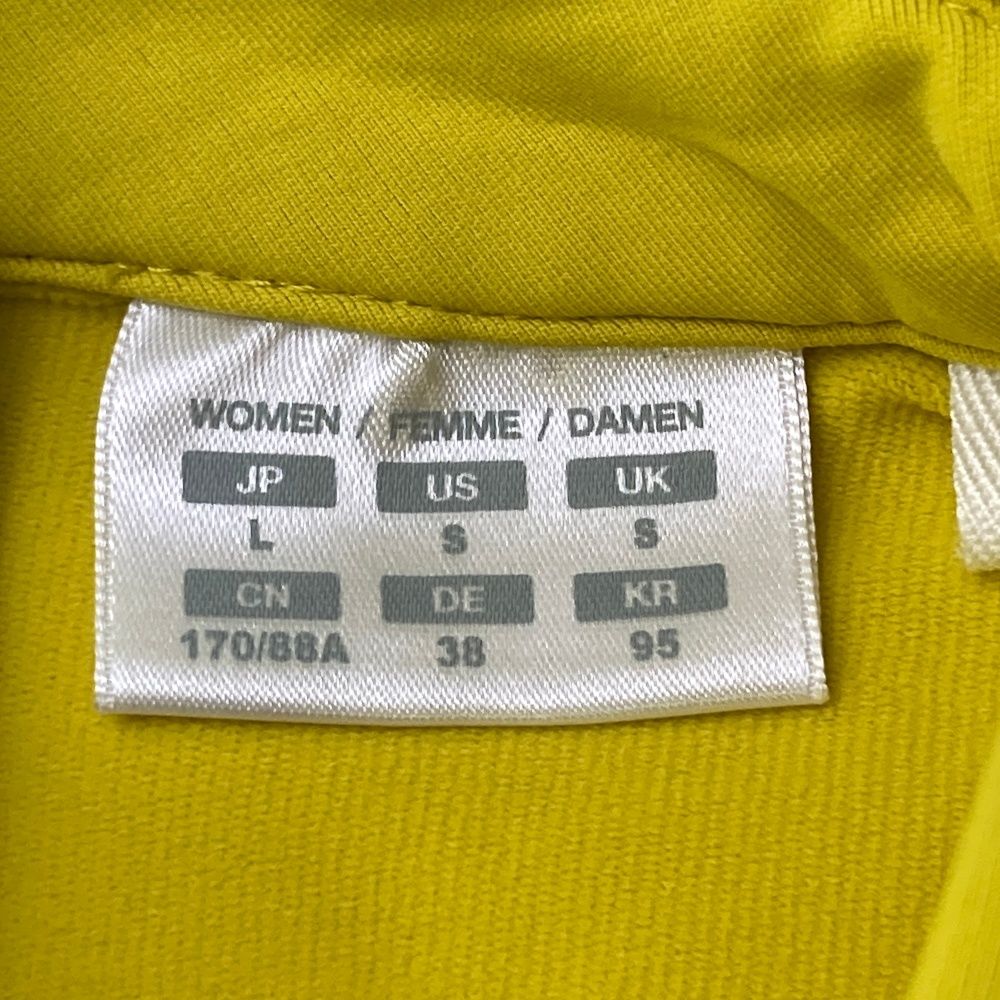 WOMEN / FEMME / DAMEN
JP US UK
L S S
CN DE KR
170/88A 38 95